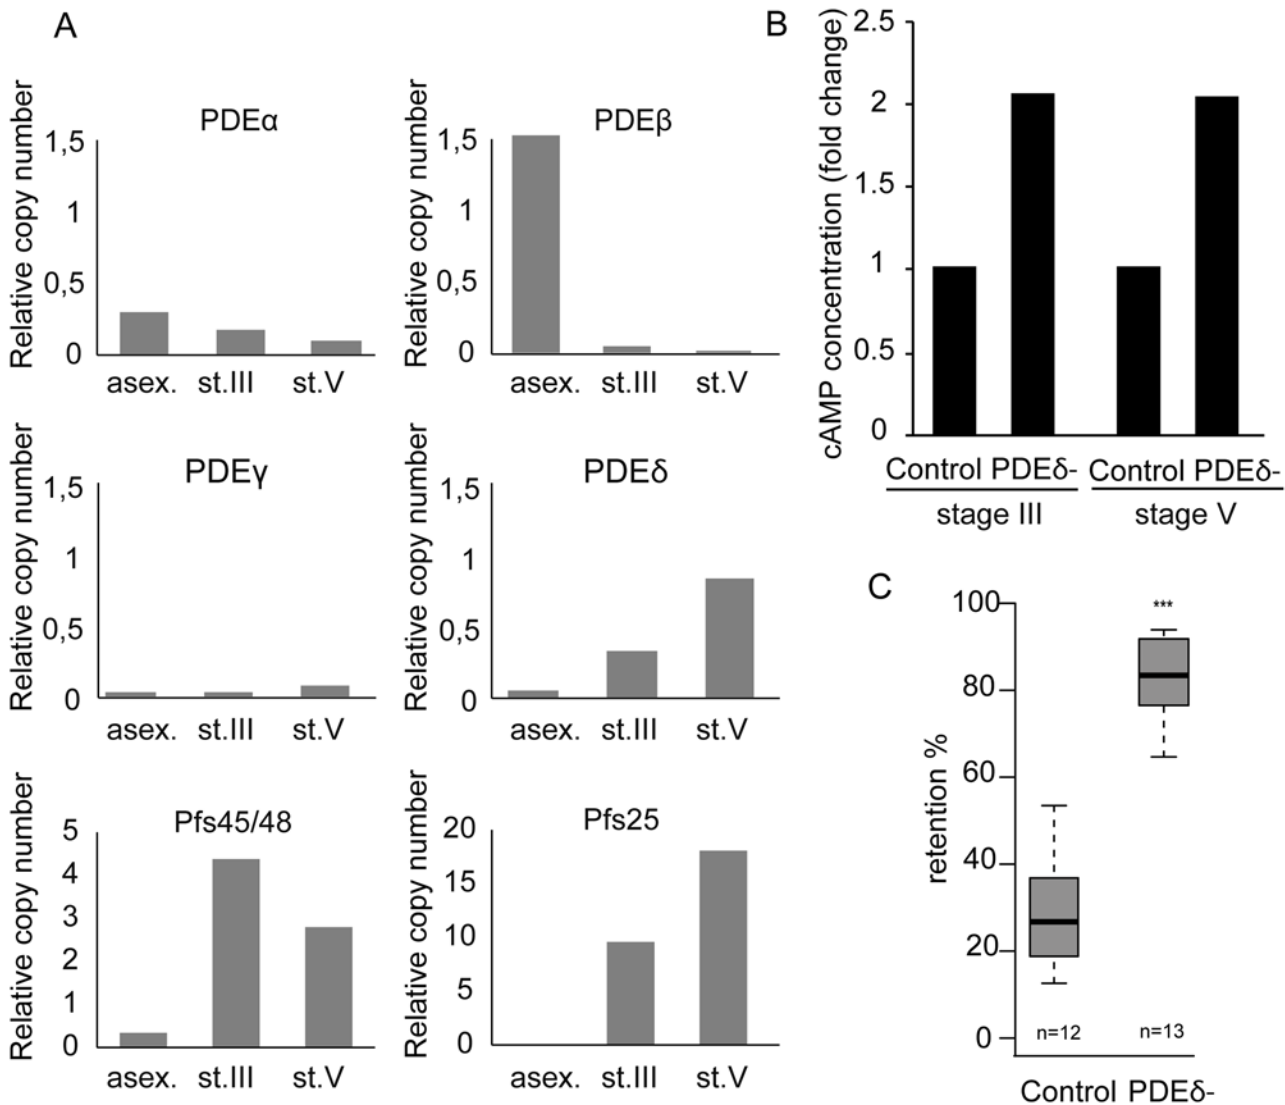 A
PDEα
Relative copy number
1,5
1
0,5
0
asex. st.III st.V
PDEβ
Relative copy number
1,5
1
0,5
0
asex. st.III st.V
PDEγ
Relative copy number
1,5
1
0,5
0
asex. st.III st.V
PDEδ
Relative copy number
1,5
1
0,5
0
asex. st.III st.V
Pfs45/48
Relative copy number
5
4
3
2
1
0
asex. st.III st.V
Pfs25
Relative copy number
20
15
10
5
0
asex. st.III st.V
B
cAMP concentration (fold change)
2.5
2
1.5
1
0.5
0
Control PDEδ- Control PDEδ-
stage III stage V
C
retention %
100
80
60
40
20
0
***
n=12 n=13
Control PDEδ-